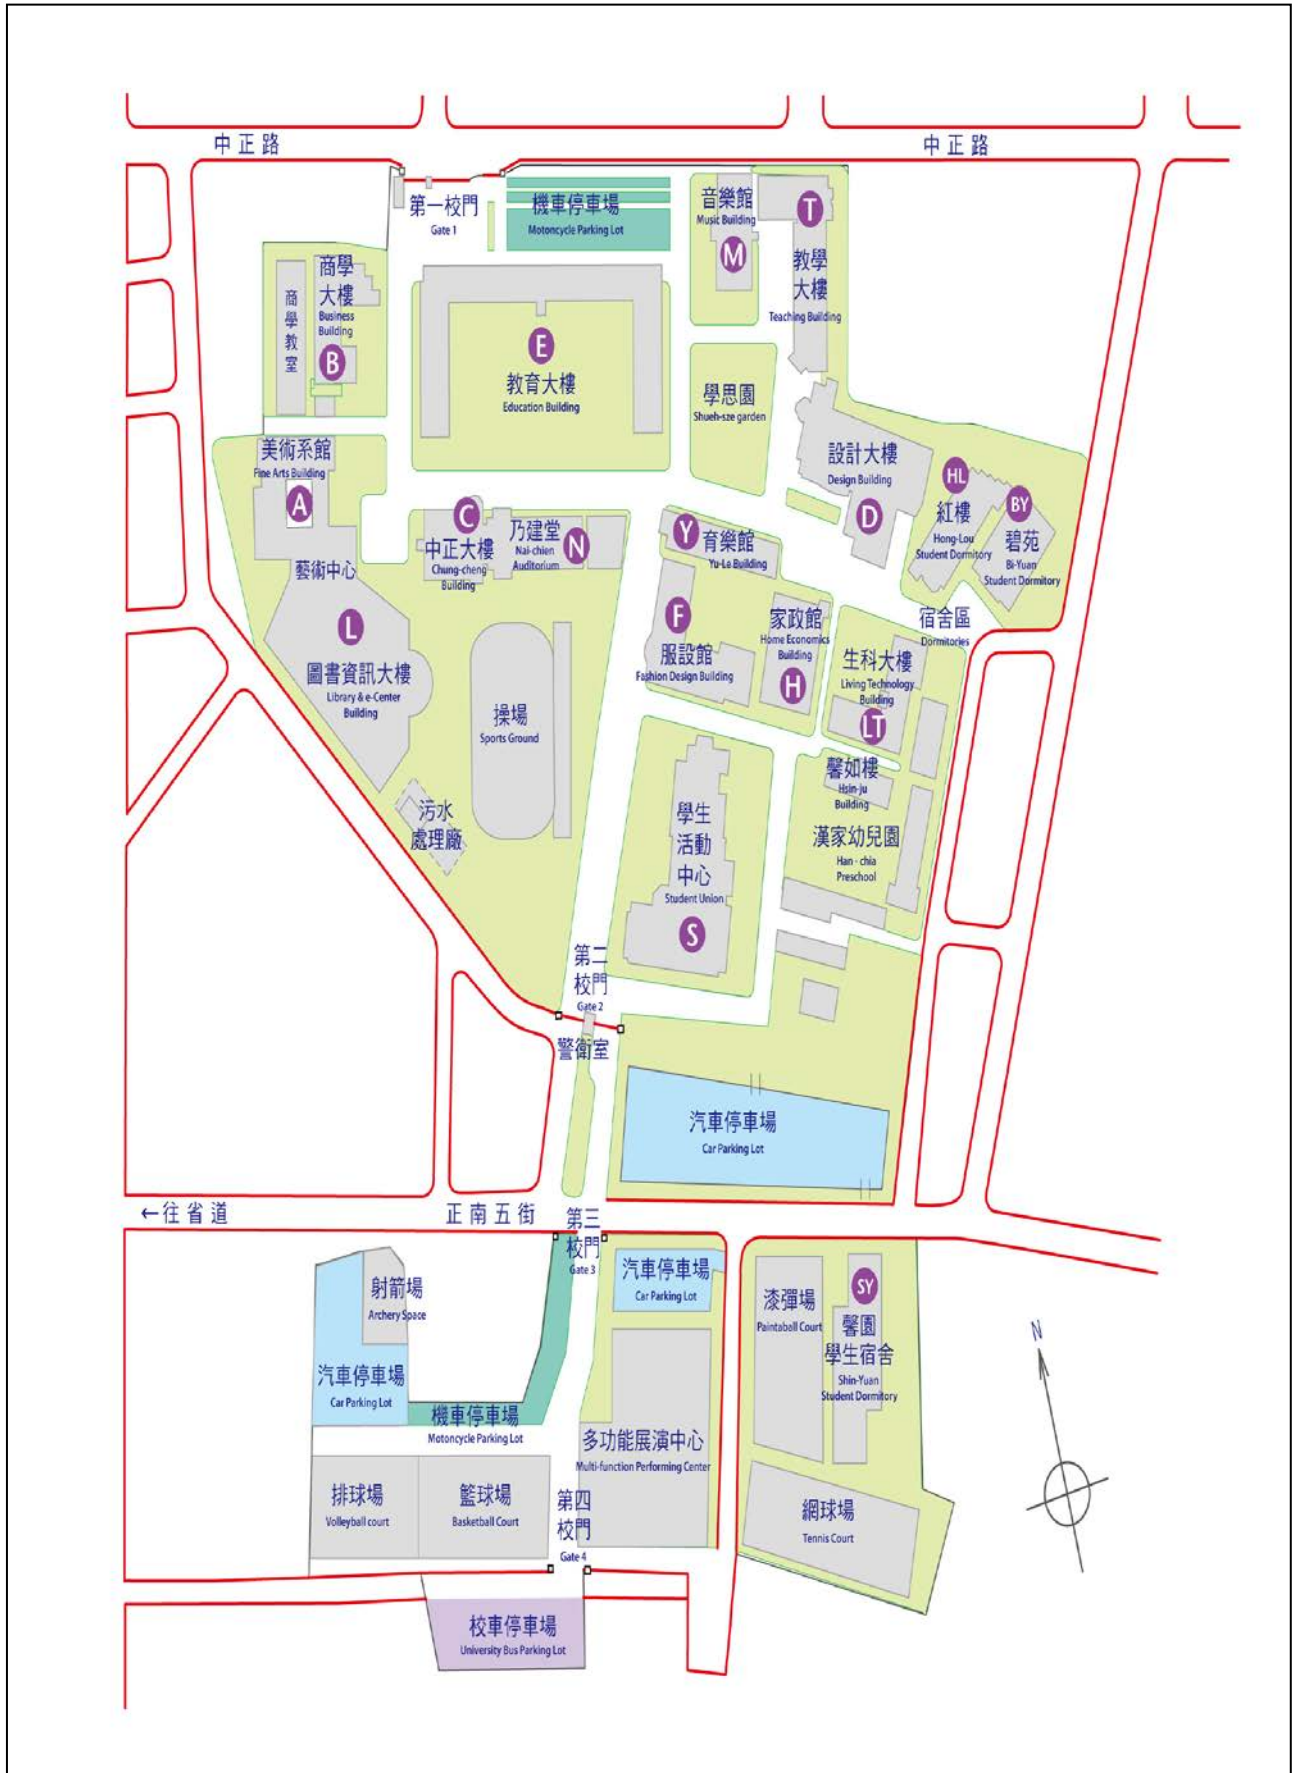 中正路
中正路
第一校門
Gate 1
機車停車場
Motoncycle Parking Lot
音樂館
Music Building
M
T
教學
大樓
Teaching Building
商學
大樓
Business
Building
B
商學教室
E
教育大樓
Education Building
學思園
Shueh-sze garden
美術系館
Fine Arts Building
A
藝術中心
設計大樓
Design Building
D
HL
紅樓
Hong-Lou
Student Dormitory
BY
碧苑
Bi-Yuan
Student Dormitory
C
中正大樓
Chung-cheng
Building
乃建堂
Nai-chien
Auditorium
N
Y
育樂館
Yu-Le Building
L
圖書資訊大樓
Library & e-Center
Building
F
服設館
Fashion Design Building
家政館
Home Economics
Building
H
宿舍區
Dormitories
生科大樓
Living Technology
Building
LT
操場
Sports Ground
污水
處理廠
馨如樓
Hsin-ju
Building
漢家幼兒園
Han - chia
Preschool
學生
活動
中心
Student Union
S
第二
校門
Gate 2
警衛室
汽車停車場
Car Parking Lot
←往省道
正南五街
第三
校門
Gate 3
射箭場
Archery Space
汽車停車場
Car Parking Lot
汽車停車場
Car Parking Lot
漆彈場
Paintaball Court
SY
馨園
學生宿舍
Shin-Yuan
Student Dormitory
N
機車停車場
Motoncycle Parking Lot
多功能展演中心
Multi-function Performing Center
排球場
Volleyball court
籃球場
Basketball Court
第四
校門
Gate 4
網球場
Tennis Court
校車停車場
University Bus Parking Lot